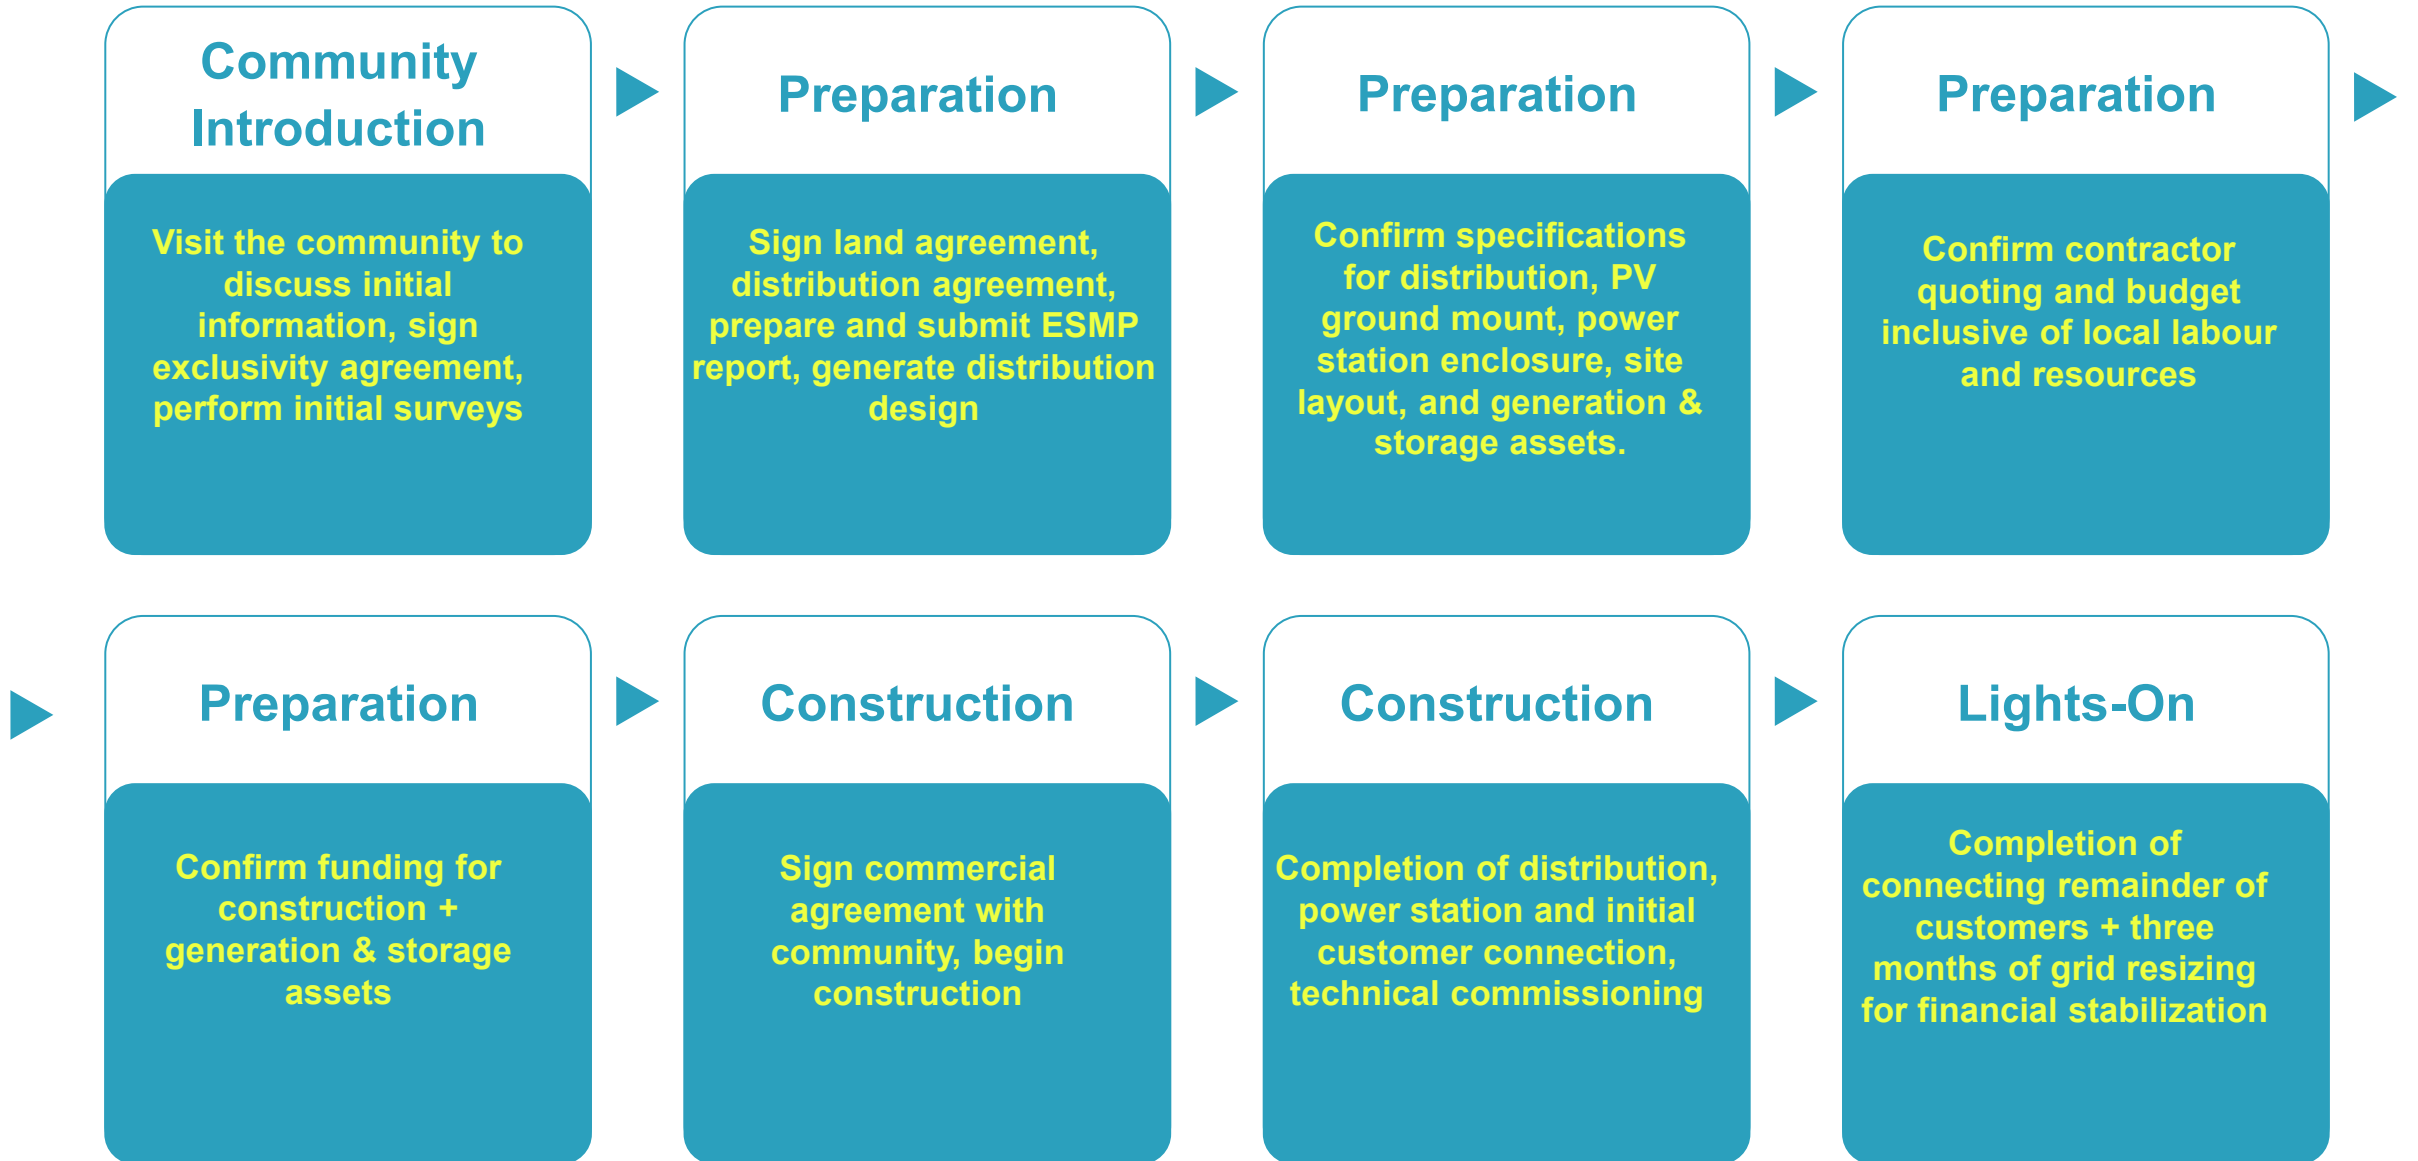 Community
Introduction
Visit the community to
discuss initial
information, sign
exclusivity agreement,
perform initial surveys
Preparation
Sign land agreement,
distribution agreement,
prepare and submit ESMP
report, generate distribution
design
Preparation
Confirm specifications
for distribution, PV
ground mount, power
station enclosure, site
layout, and generation &
storage assets.
Preparation
Confirm contractor
quoting and budget
inclusive of local labour
and resources
Preparation
Confirm funding for
construction +
generation & storage
assets
Construction
Sign commercial
agreement with
community, begin
construction
Construction
Completion of distribution,
power station and initial
customer connection,
technical commissioning
Lights-On
Completion of
connecting remainder of
customers + three
months of grid resizing
for financial stabilization